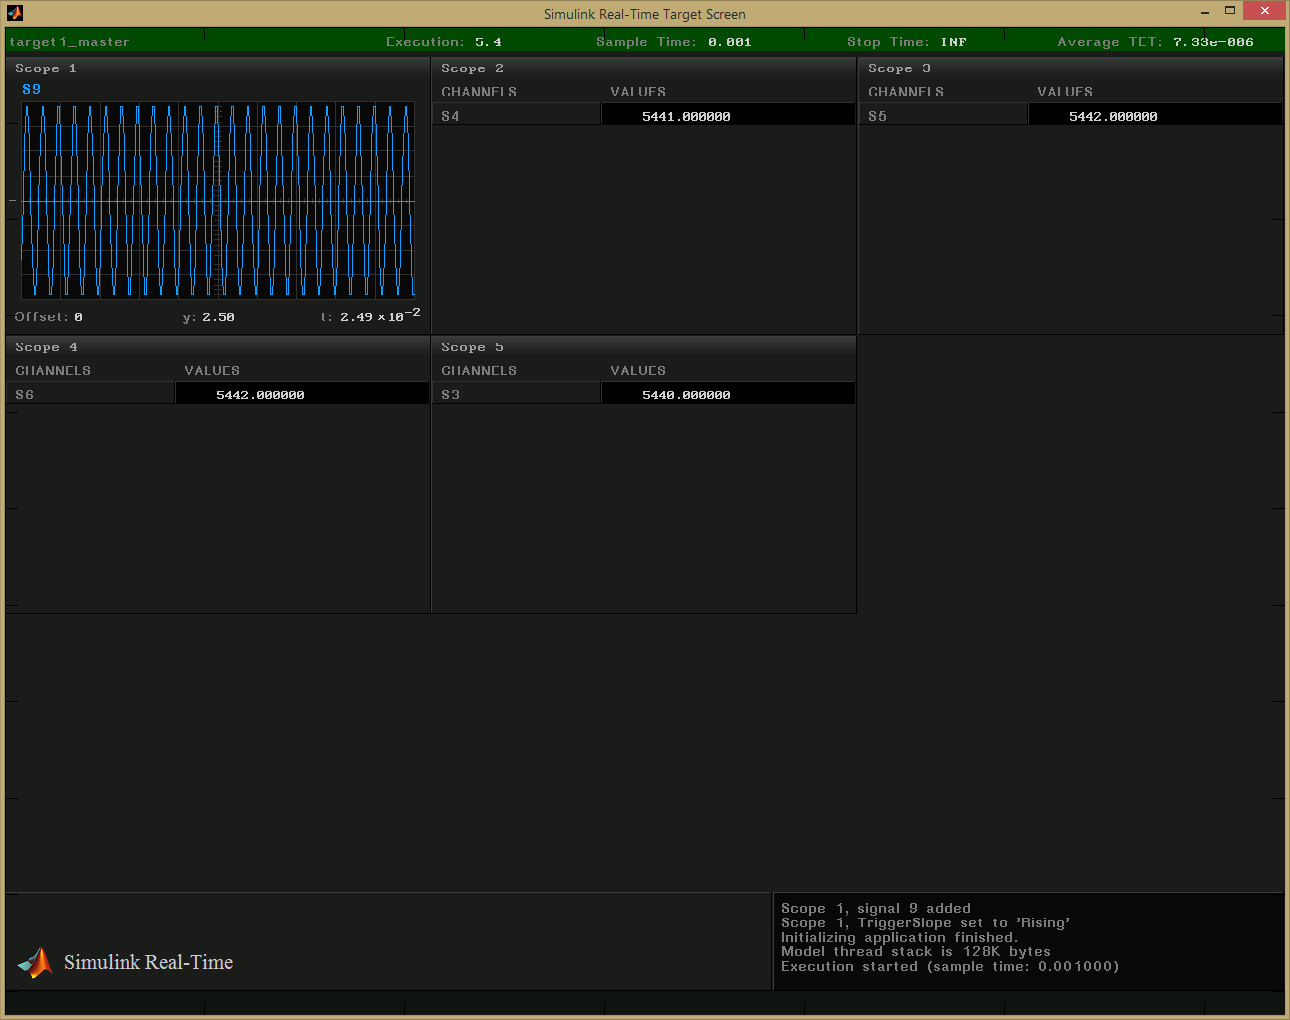 Simulink Real-Time Target Screen
target1_master Execution: 5.4 Sample Time: 0.001 Stop Time: INF Average TET: 7.33e-006
Scope 1
S9
Offset: 0 y: 2.50 t: 2.49 ×10⁻²
Scope 2
CHANNELS VALUES
S4 5441.000000
Scope 3
CHANNELS VALUES
S5 5442.000000
Scope 4
CHANNELS VALUES
S6 5442.000000
Scope 5
CHANNELS VALUES
S3 5440.000000
Simulink Real-Time
Scope 1, signal 9 added
Scope 1, TriggerSlope set to 'Rising'
Initializing application finished.
Model thread stack is 128K bytes
Execution started (sample time: 0.001000)